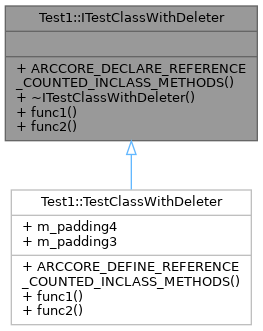 Test1::ITestClassWithDeleter
+ ARCCORE_DECLARE_REFERENCE
_COUNTED_INCLASS_METHODS()
+ ~ITestClassWithDeleter()
+ func1()
+ func2()
Test1::TestClassWithDeleter
+ m_padding4
+ m_padding3
+ ARCCORE_DEFINE_REFERENCE
_COUNTED_INCLASS_METHODS()
+ func1()
+ func2()